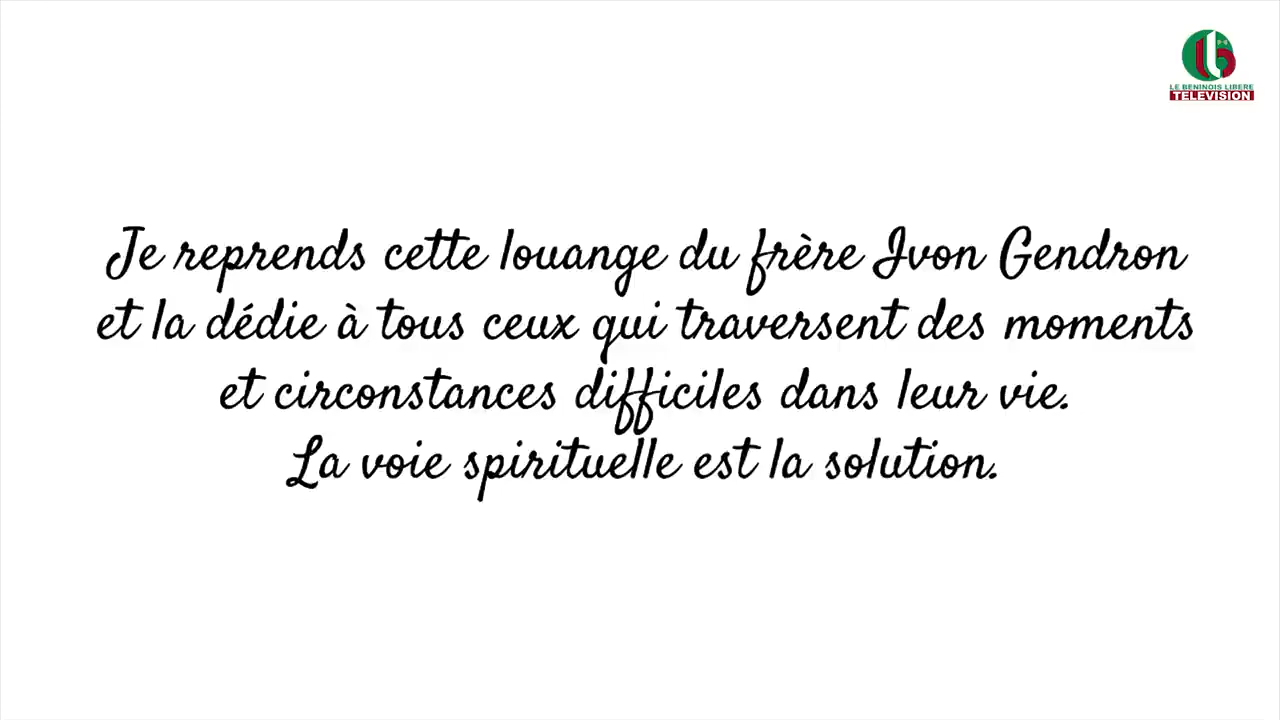 LE BENINOIS LIBERE
TELEVISION
Je reprends cette louange du frère Ivon Gendron
et la dédie à tous ceux qui traversent des moments
et circonstances difficiles dans leur vie.
La voie spirituelle est la solution.